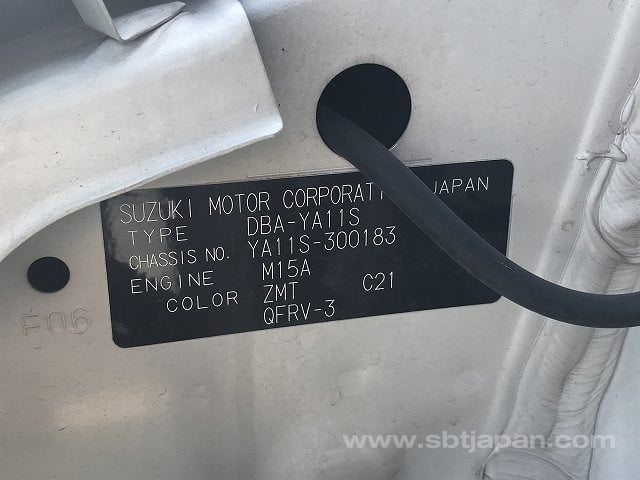 SUZUKI MOTOR CORPORATI JAPAN
TYPE DBA-YA11S
CHASSIS NO. YA11S-300183
ENGINE M15A
COLOR ZMT C21
QFRV-3
F06
www.sbtjapan.com